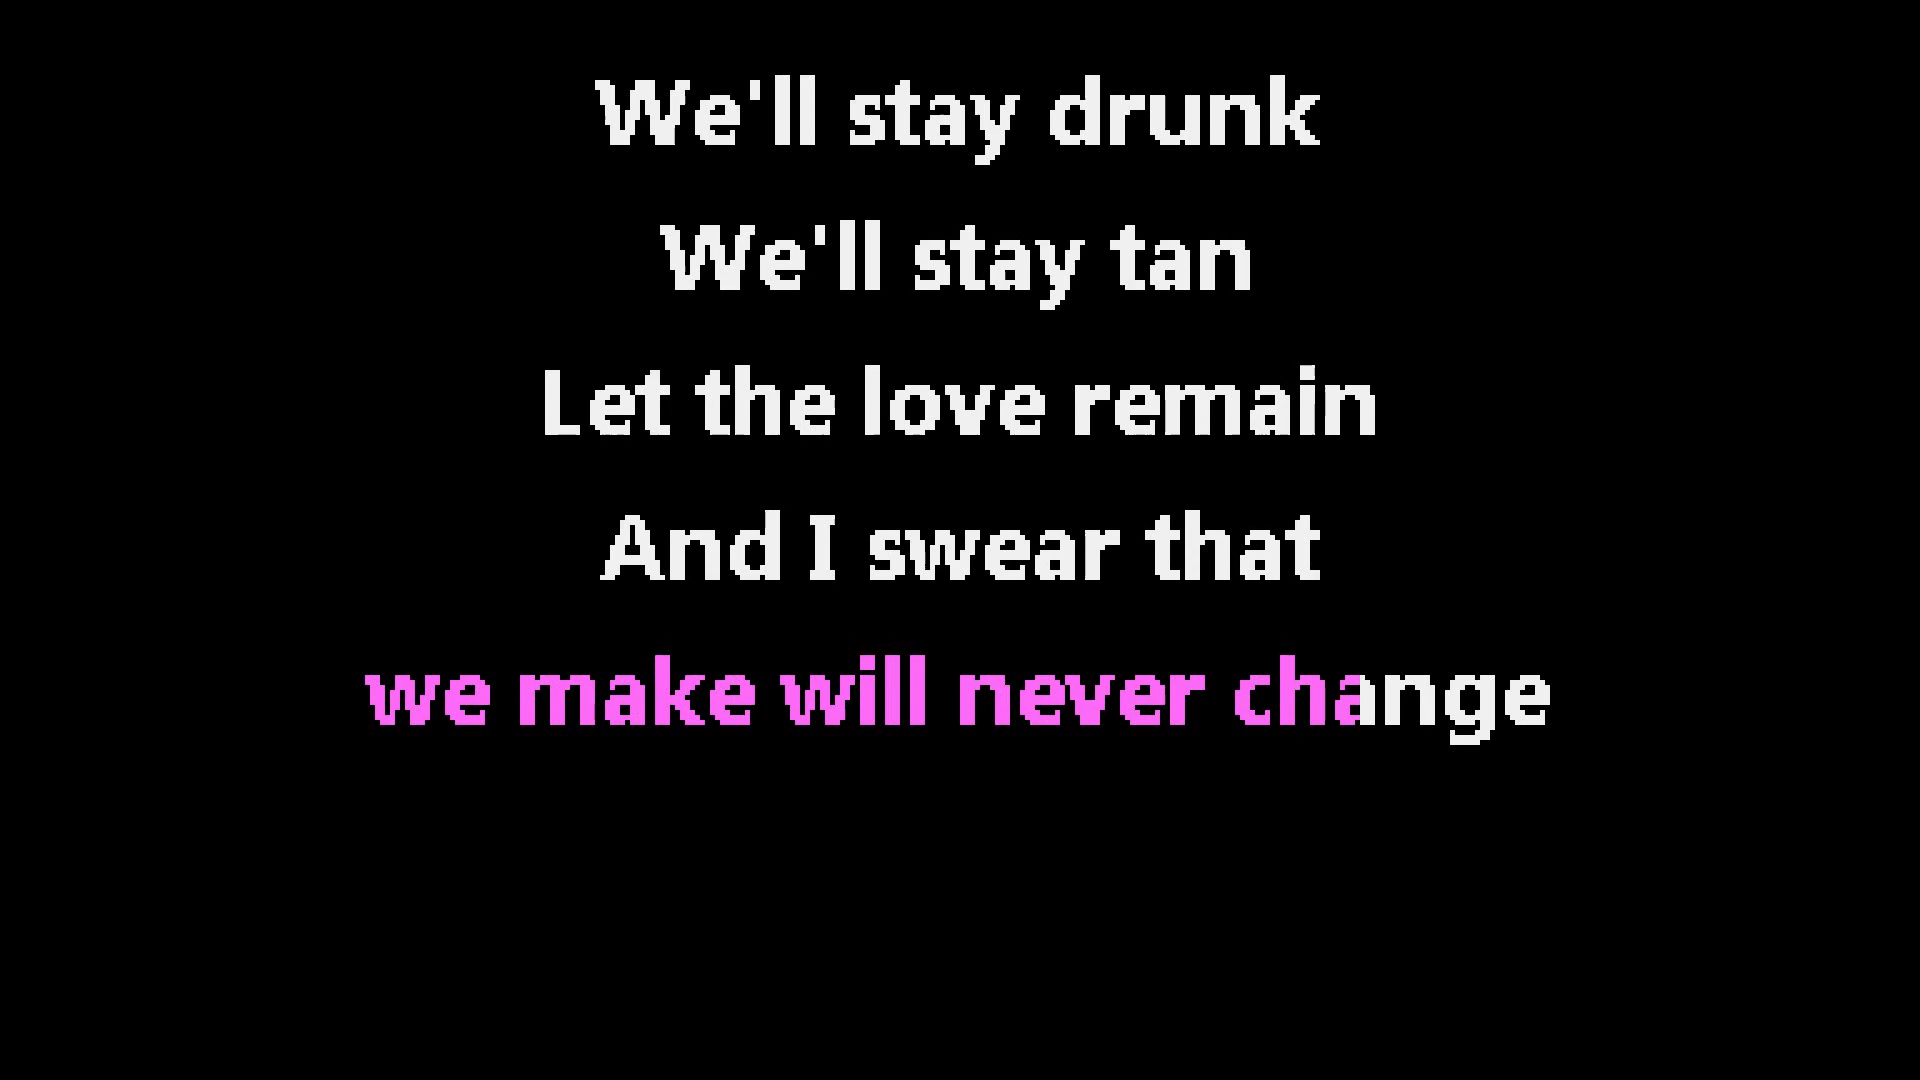 We'll stay drunk
We'll stay tan
Let the love remain
And I swear that
we make will never change